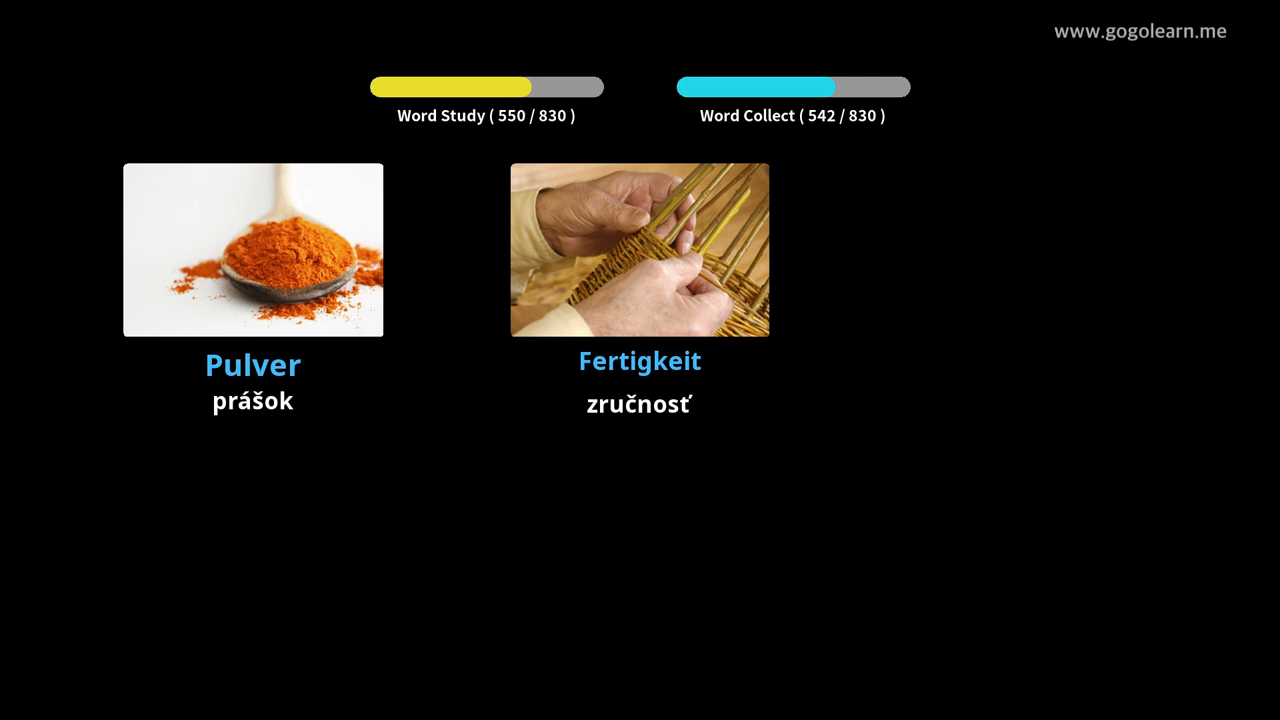 www.gogolearn.me
Word Study ( 550 / 830 )
Word Collect ( 542 / 830 )
Pulver
prášok
Fertigkeit
zručnosť